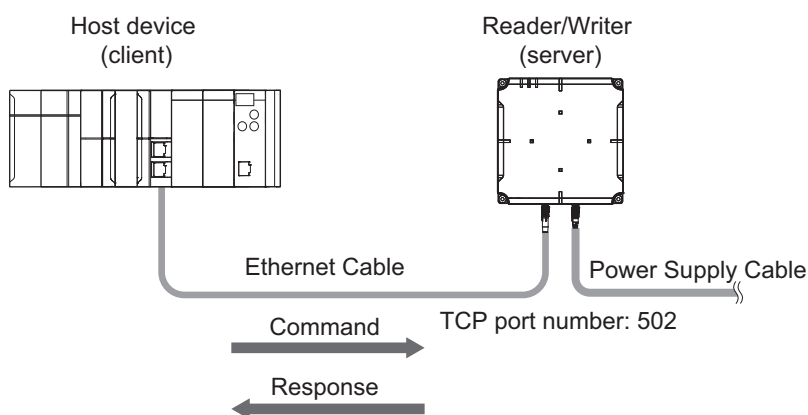 Host device
(client)
Reader/Writer
(server)
Ethernet Cable
Power Supply Cable
TCP port number: 502
Command
Response